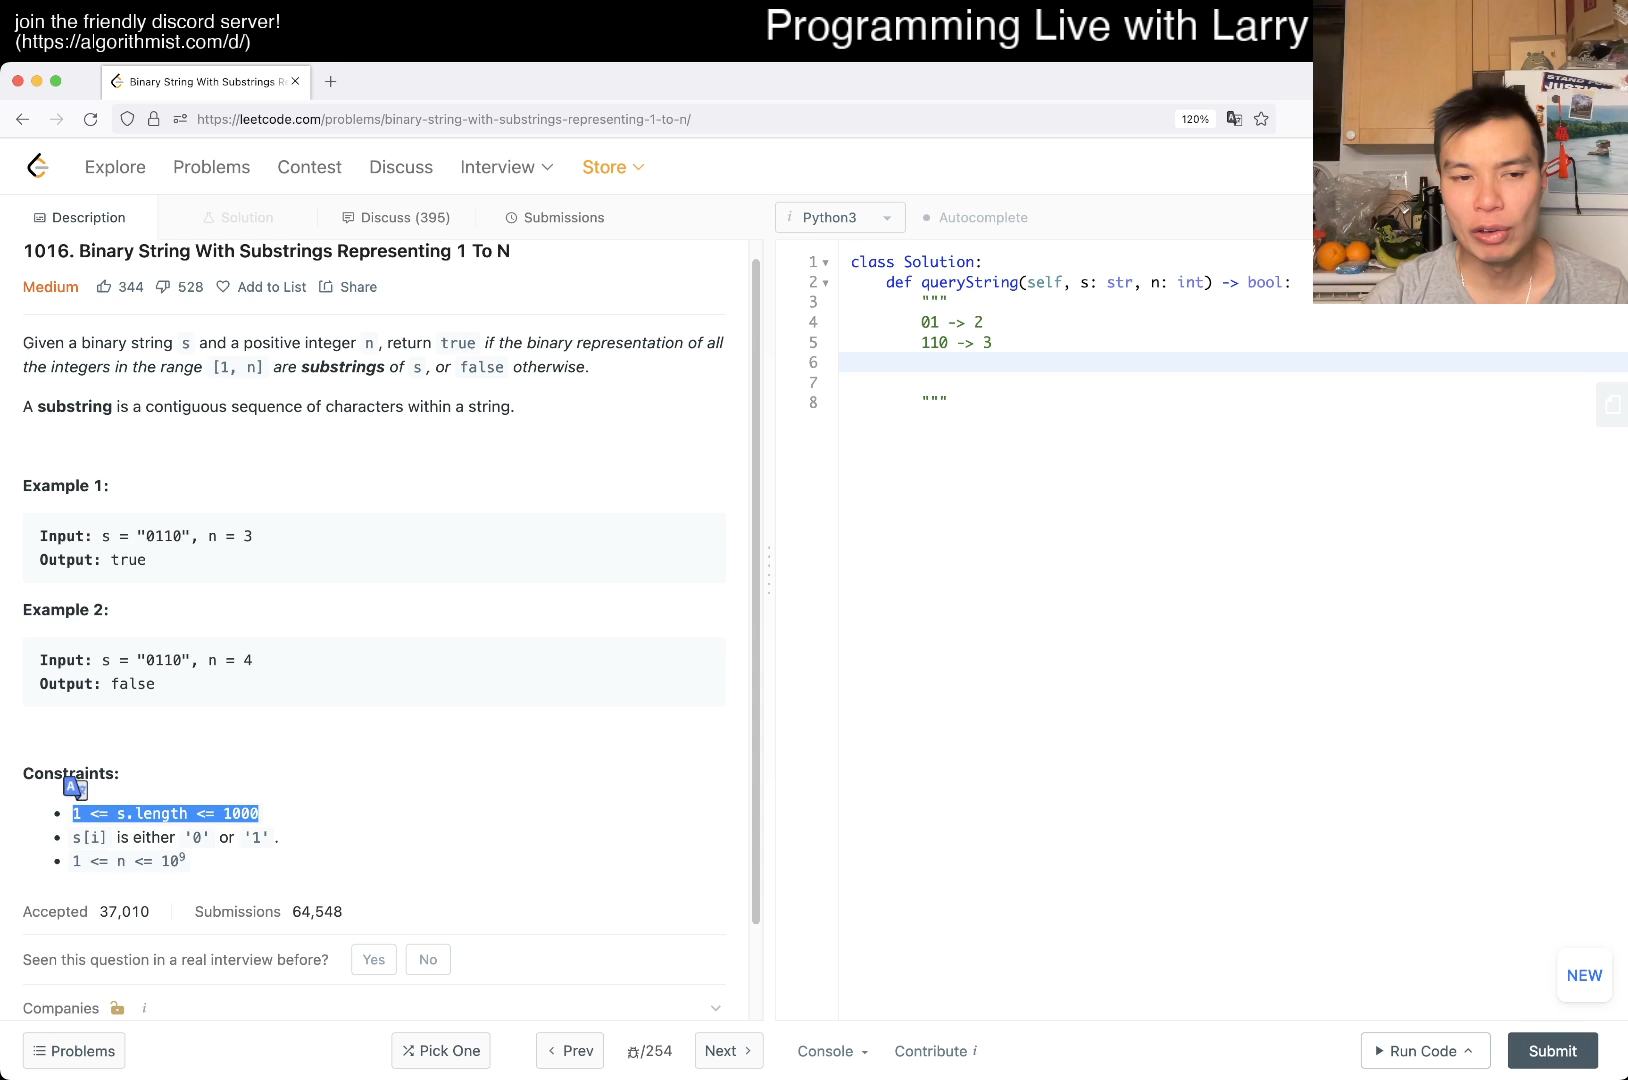 join the friendly discord server!
(https://algorithmist.com/d/)
Programming Live with Larry
Binary String With Substrings R
https://leetcode.com/problems/binary-string-with-substrings-representing-1-to-n/
120%
Explore Problems Contest Discuss Interview Store
Description Solution Discuss (395) Submissions
i Python3 Autocomplete
1016. Binary String With Substrings Representing 1 To N
Medium 344 528 Add to List Share
Given a binary string s and a positive integer n, return true if the binary representation of all
the integers in the range [1, n] are substrings of s, or false otherwise.
A substring is a contiguous sequence of characters within a string.
Example 1:
Input: s = "0110", n = 3
Output: true
Example 2:
Input: s = "0110", n = 4
Output: false
Constraints:
1 <= s.length <= 1000
s[i] is either '0' or '1'.
1 <= n <= 10⁹
Accepted 37,010 Submissions 64,548
Seen this question in a real interview before? Yes No
Companies i
Problems Pick One Prev /254 Next
1 class Solution:
2 def queryString(self, s: str, n: int) -> bool:
3 """
4 01 -> 2
5 110 -> 3
6
7
8 """
NEW
Console Contribute i Run Code Submit